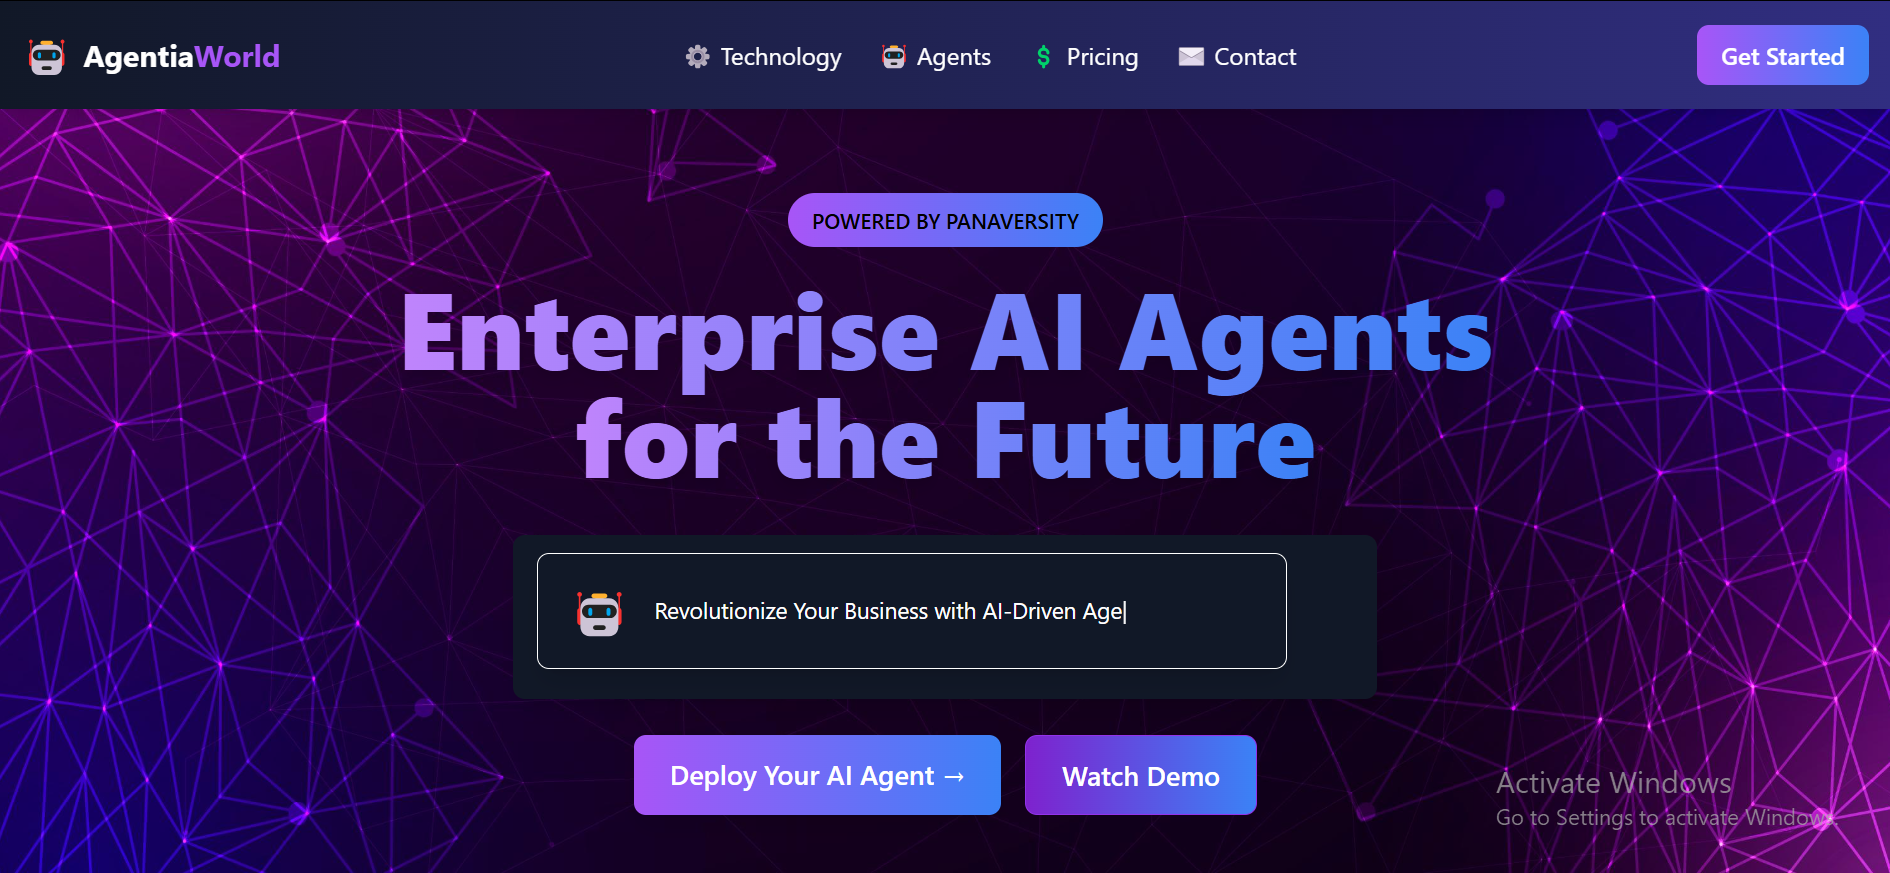 AgentiaWorld
Technology
Agents
Pricing
Contact
Get Started
POWERED BY PANAVERSITY
Enterprise AI Agents
for the Future
Revolutionize Your Business with AI-Driven Age
Deploy Your AI Agent →
Watch Demo
Activate Windows
Go to Settings to activate Windows.